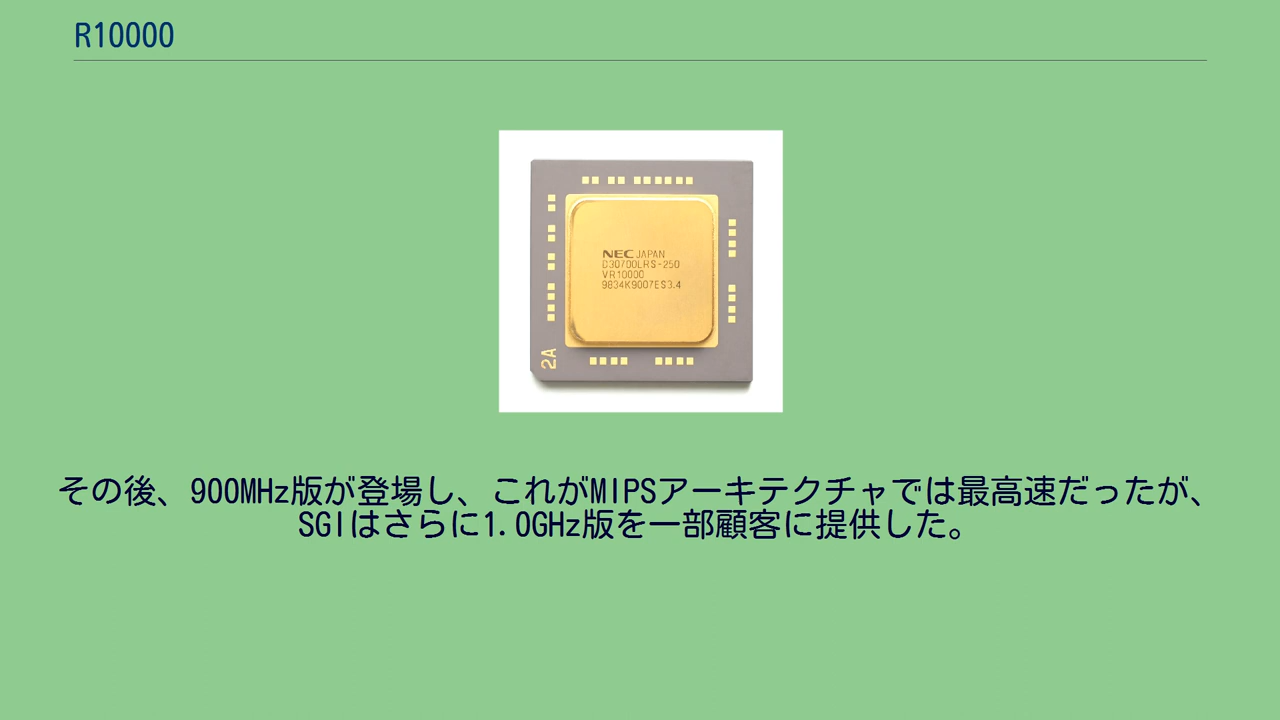 R10000
NEC JAPAN
D30700LRS-250
VR10000
9834K9007ES3.4
2A
その後、900MHz版が登場し、これがMIPSアーキテクチャでは最高速だったが、
SGIはさらに1.0GHz版を一部顧客に提供した。